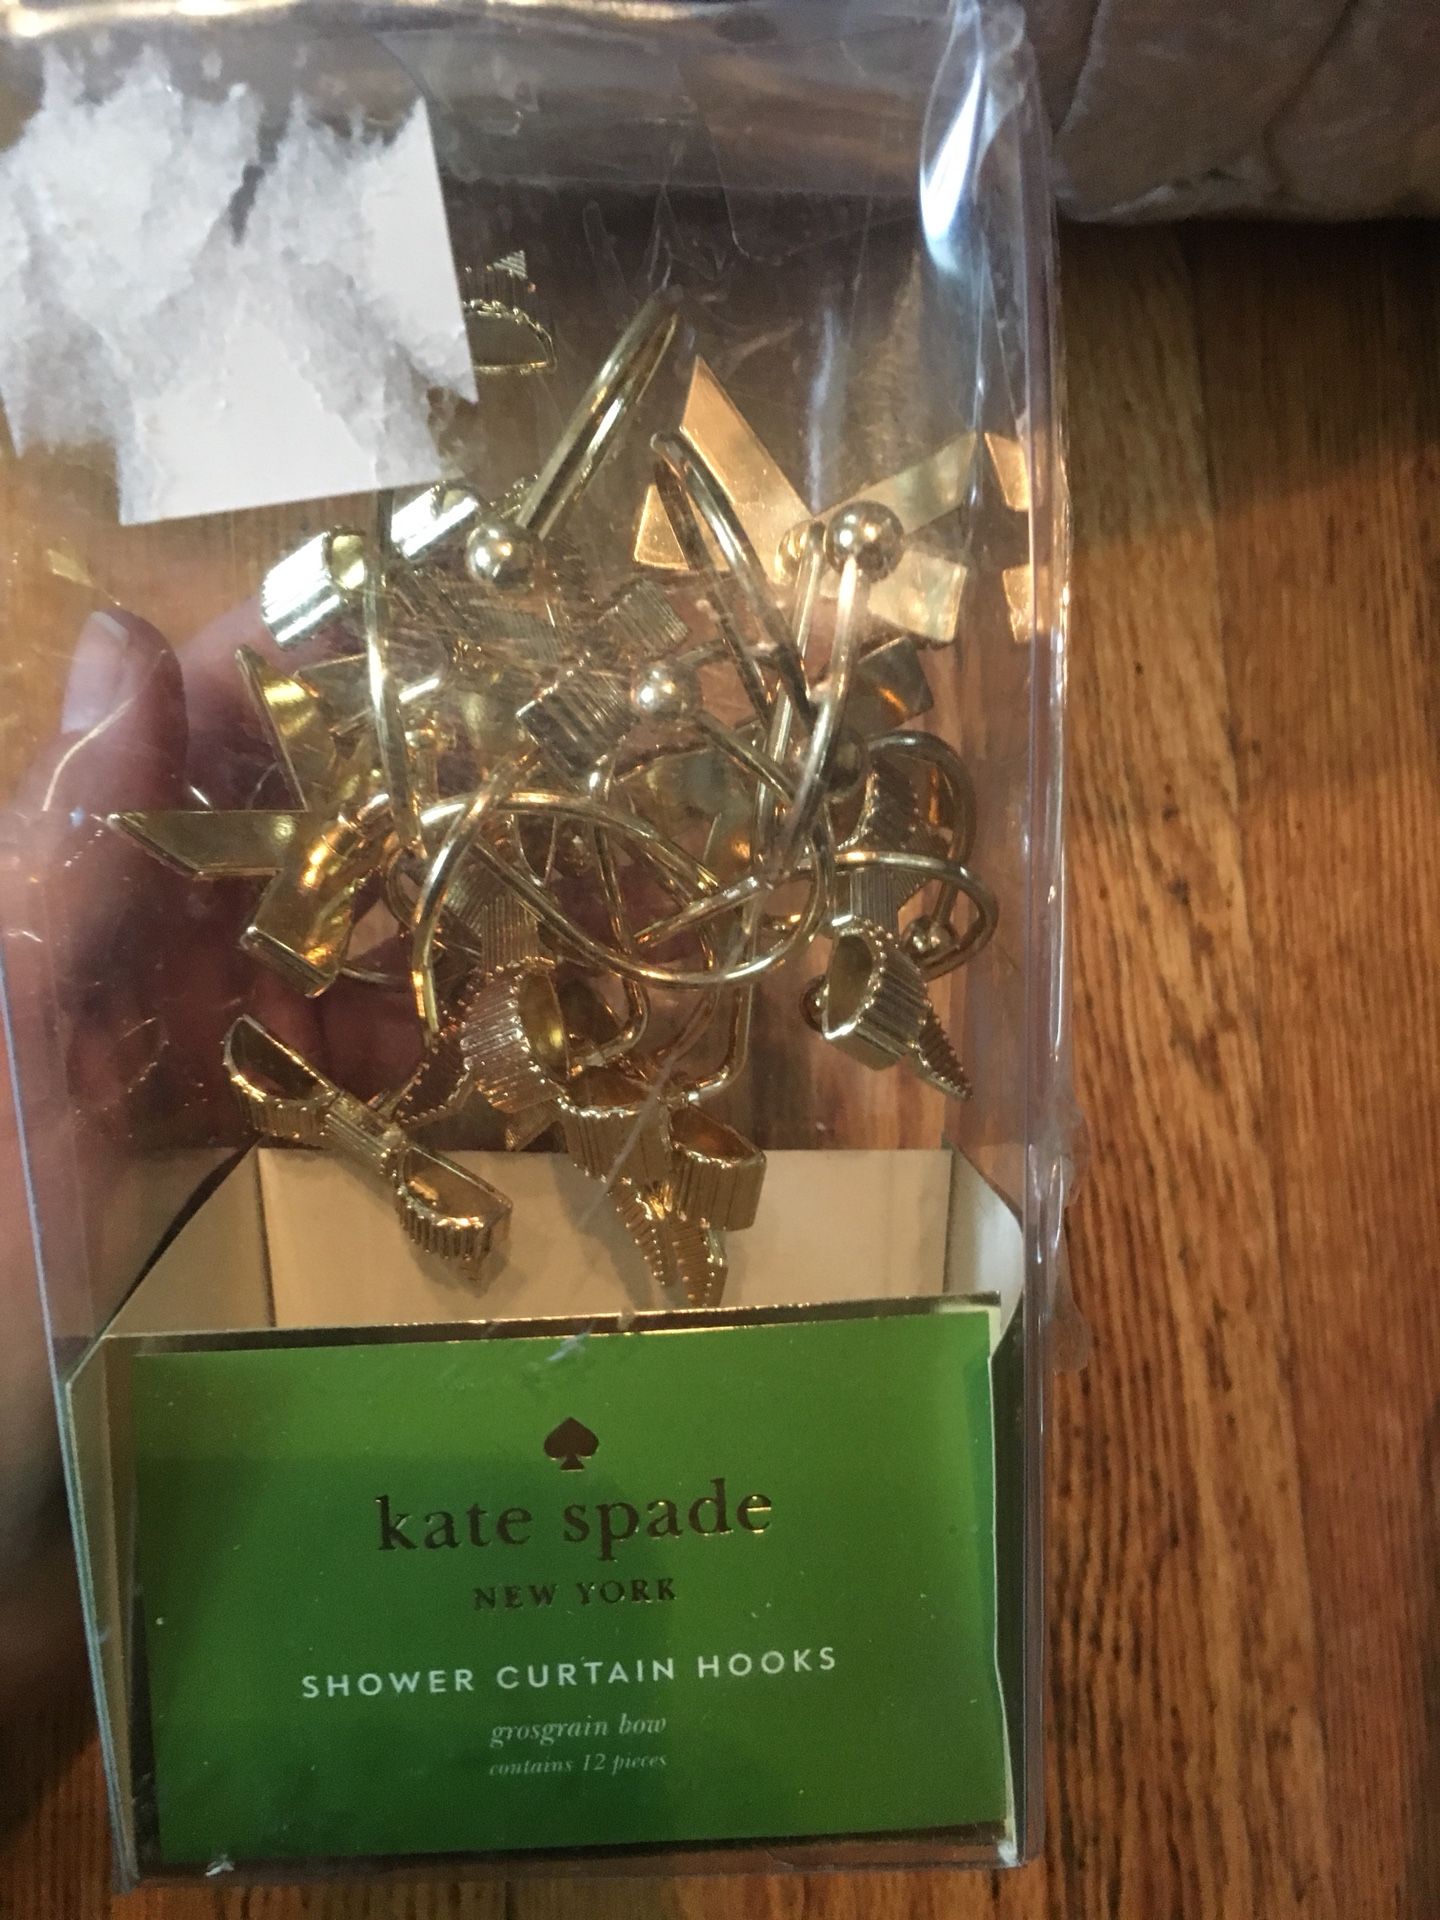 kate spade
NEW YORK
SHOWER CURTAIN HOOKS
grosgrain bow
contains 12 pieces